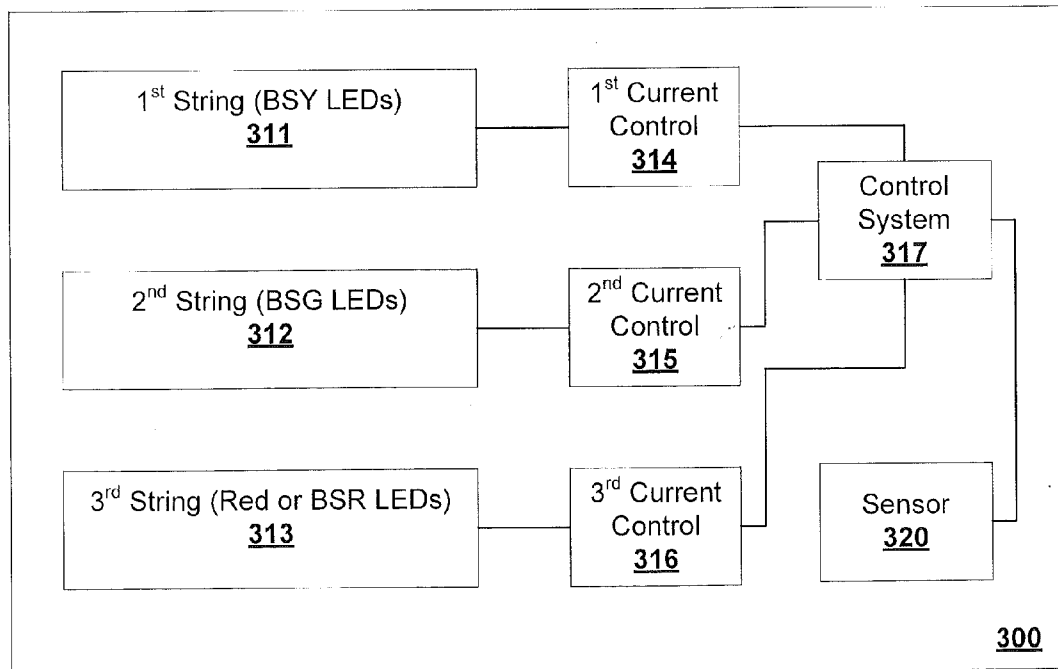 1st String (BSY LEDs)
311
1st Current
Control
314
Control
System
317
2nd String (BSG LEDs)
312
2nd Current
Control
315
3rd String (Red or BSR LEDs)
313
3rd Current
Control
316
Sensor
320
300